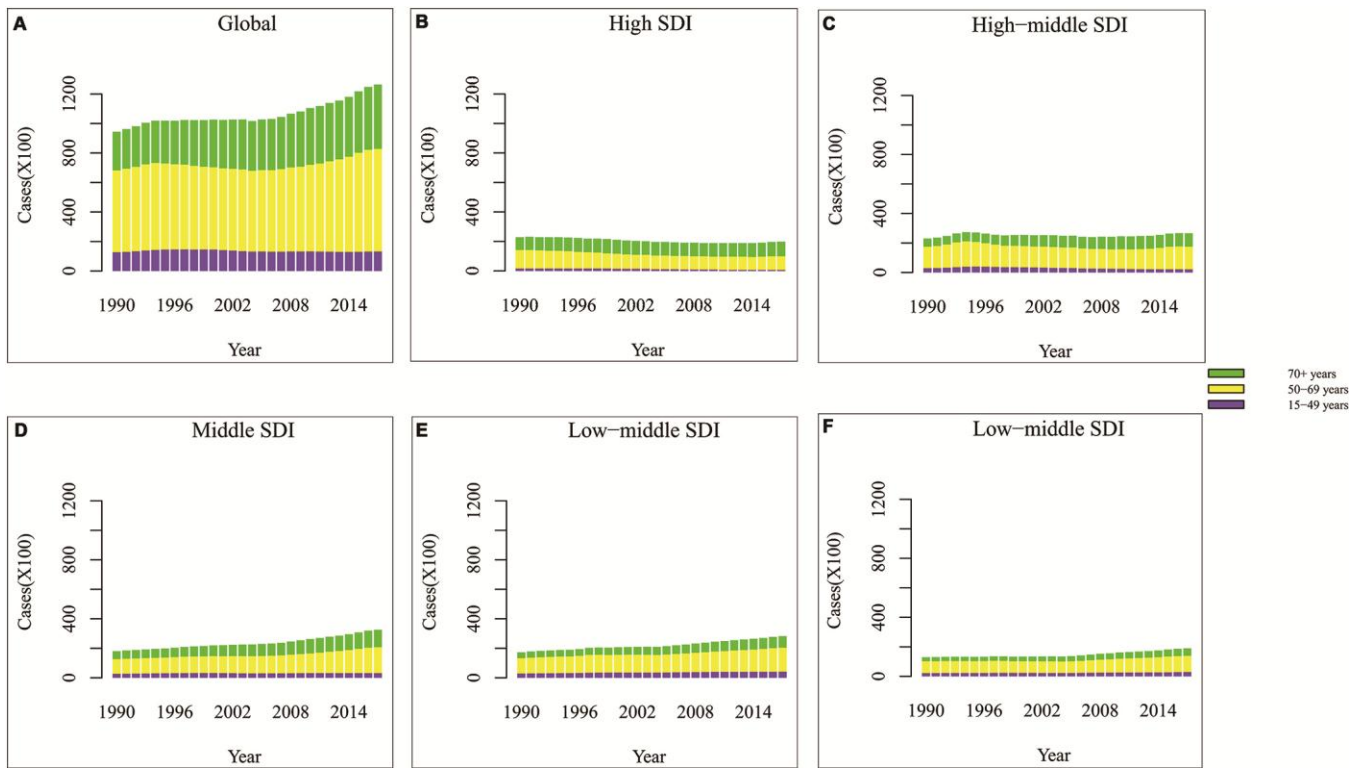 A Global
1200
800
400
0
Cases(X100)
1990 1996 2002 2008 2014
Year
B High SDI
1200
800
400
0
Cases(X100)
1990 1996 2002 2008 2014
Year
C High−middle SDI
1200
800
400
0
Cases(X100)
1990 1996 2002 2008 2014
Year
70+ years
50−69 years
15−49 years
D Middle SDI
1200
800
400
0
Cases(X100)
1990 1996 2002 2008 2014
Year
E Low−middle SDI
1200
800
400
0
Cases(X100)
1990 1996 2002 2008 2014
Year
F Low−middle SDI
1200
800
400
0
Cases(X100)
1990 1996 2002 2008 2014
Year